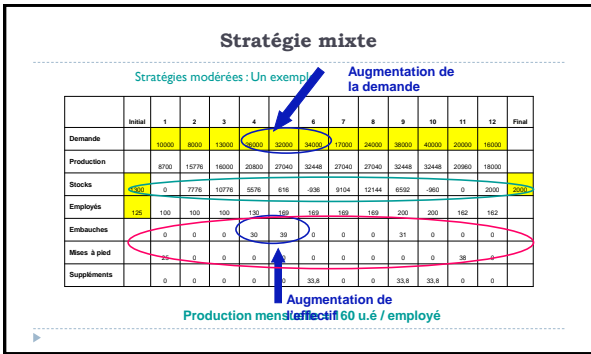 Stratégie mixte
Stratégies modérées : Un exemple
Augmentation de
la demande
Initial 1 2 3 4 6 7 8 9 10 11 12 Final
Demande 10000 8000 13000 26000 32000 34000 17000 24000 38000 40000 20000 16000
Production 8700 15776 16000 20800 27040 32448 27040 27040 32448 32448 20960 18000
Stocks 1300 0 7776 10776 5576 616 -936 9104 12144 6592 -960 0 2000 2000
Employés 125 100 100 100 130 169 169 169 169 200 200 162 162
Embauches 0 0 0 30 39 0 0 0 31 0 0 0
Mises à pied 25 0 0 0 0 0 0 0 0 0 38 0
Suppléments 0 0 0 0 0 33,8 0 0 33,8 33,8 0 0
Augmentation de
l'effectif
Production 160 u.é / employé